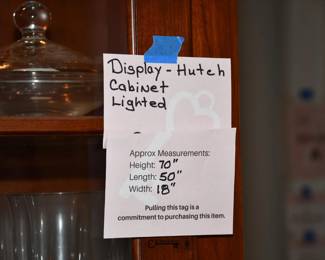 Display - Hutch
Cabinet
Lighted
Approx Measurements:
Height: 70"
Length: 50"
Width: 18"
Pulling this tag is a
commitment to purchasing this item.